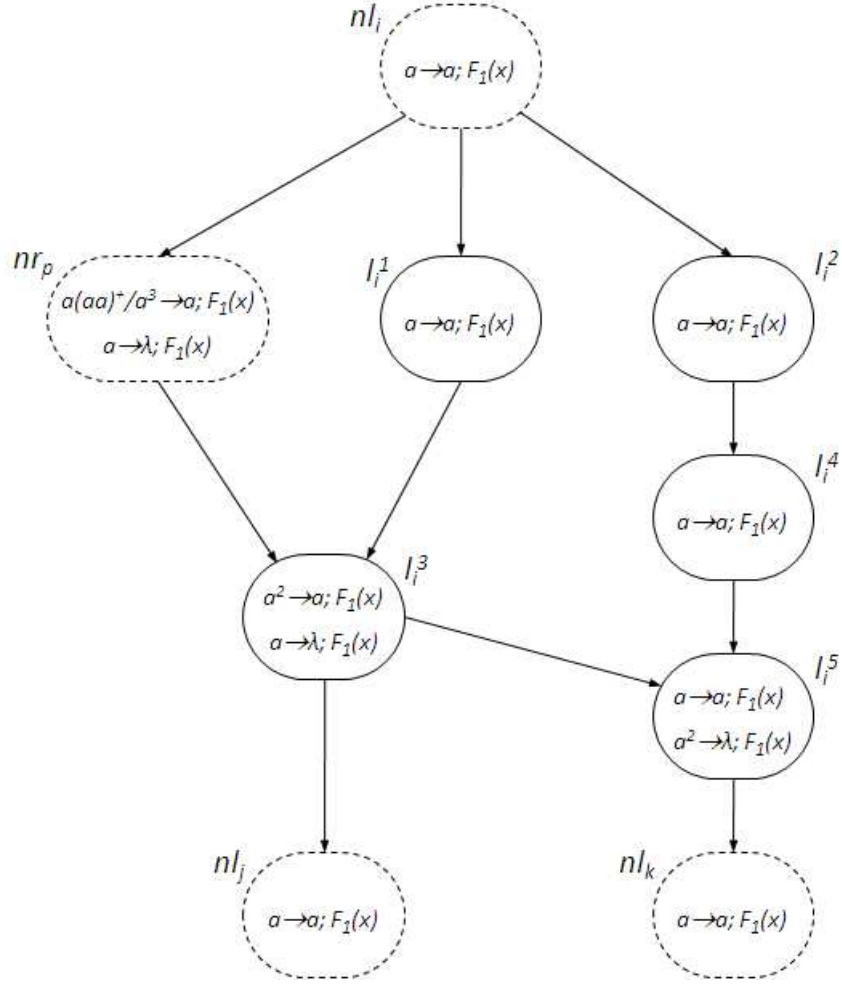 nl_i
a→a; F_1(x)
nr_p
a(aa)^+/a^3→a; F_1(x)
a→λ; F_1(x)
l_i^1
a→a; F_1(x)
l_i^2
a→a; F_1(x)
l_i^4
a→a; F_1(x)
l_i^3
a^2→a; F_1(x)
a→λ; F_1(x)
l_i^5
a→a; F_1(x)
a^2→λ; F_1(x)
nl_j
a→a; F_1(x)
nl_k
a→a; F_1(x)